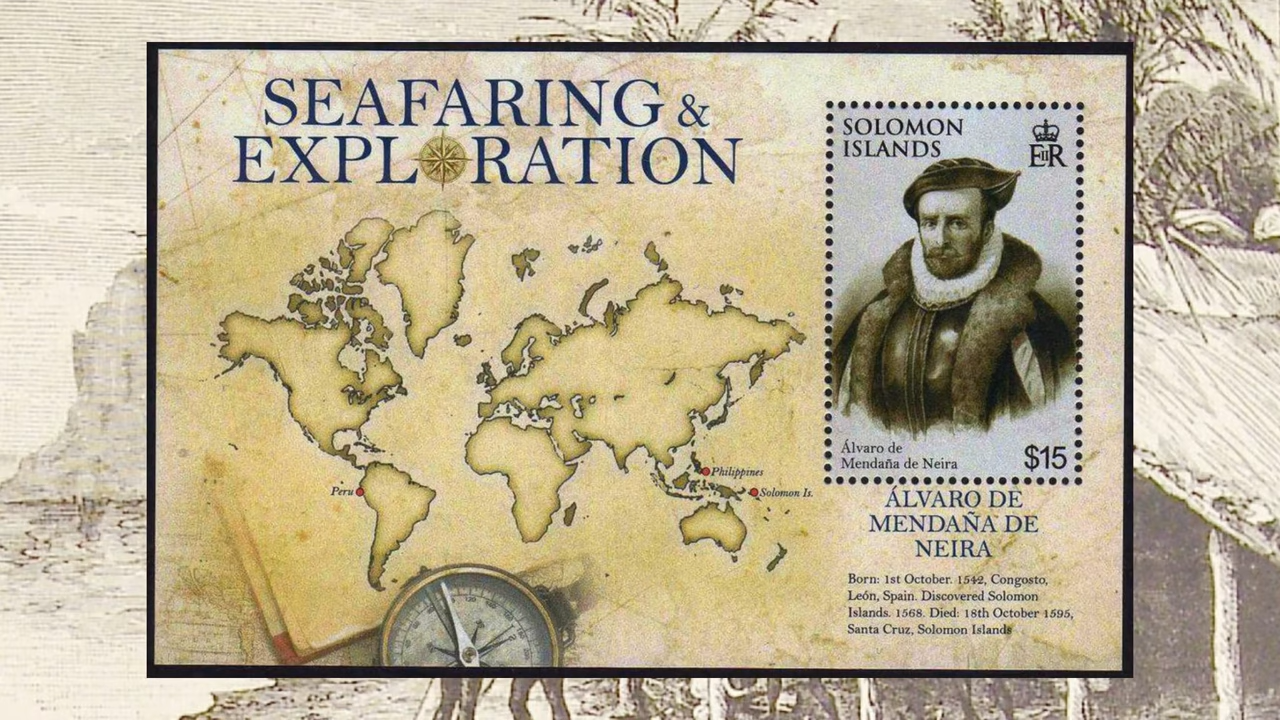 SEAFARING &
EXPLORATION
SOLOMON
ISLANDS
EIIR
Álvaro de
Mendaña de Neira
$15
Peru
Philippines
Solomon Is.
ÁLVARO DE
MENDAÑA DE
NEIRA
Born: 1st October. 1542, Congosto,
León, Spain. Discovered Solomon
Islands. 1568. Died: 18th October 1595,
Santa Cruz, Solomon Islands